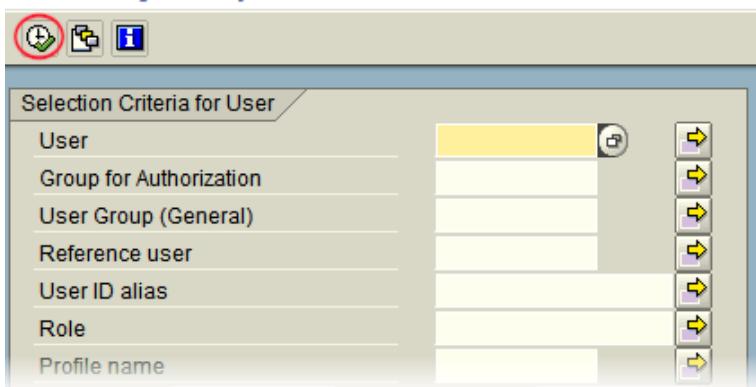 Selection Criteria for User
User
Group for Authorization
User Group (General)
Reference user
User ID alias
Role
Profile name